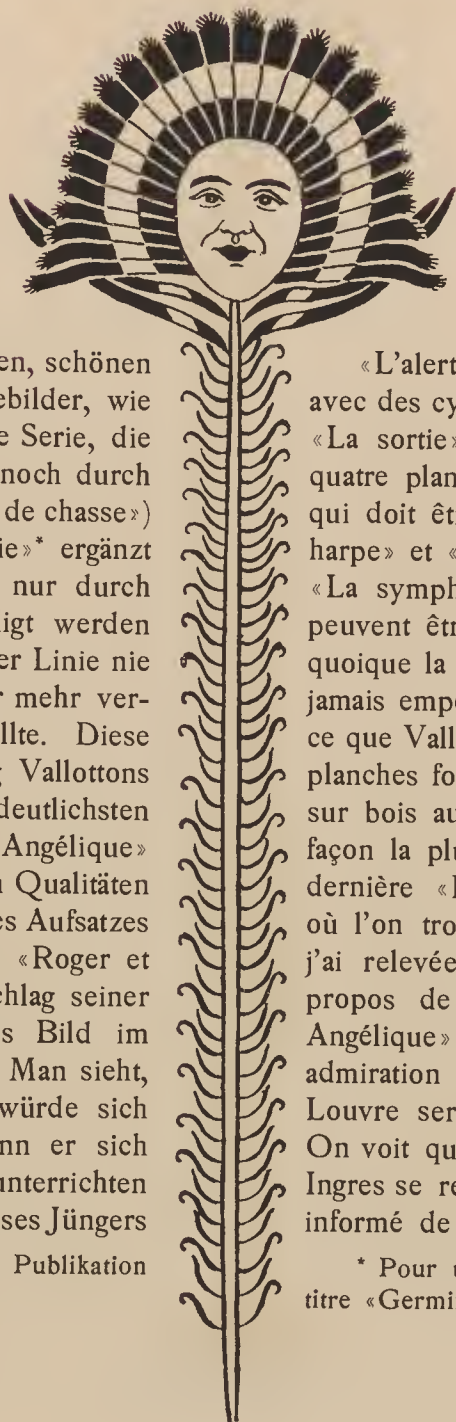 en, schönen
ebilder, wie
e Serie, die
noch durch
de chasse»)
ie»* ergänzt
nur durch
igt werden
er Linie nie
r mehr ver-
llte. Diese
g Vallottons
deutlichsten
Angélique»
n Qualitäten
es Aufsatzes
«Roger et
chlag seiner
s Bild im
Man sieht,
würde sich
nn er sich
unterrichten
ses Jüngers
Publikation
«L'alert
avec des cy
«La sortie»
quatre plan
qui doit êt
harpe» et «
«La symph
peuvent êtr
quoique la
jamais empo
ce que Vall
planches fo
sur bois au
façon la plu
dernière «
où l'on tro
j'ai relevée
propos de
Angélique»
admiration
Louvre ser
On voit qu
Ingres se re
informé de
* Pour u
titre «Germi